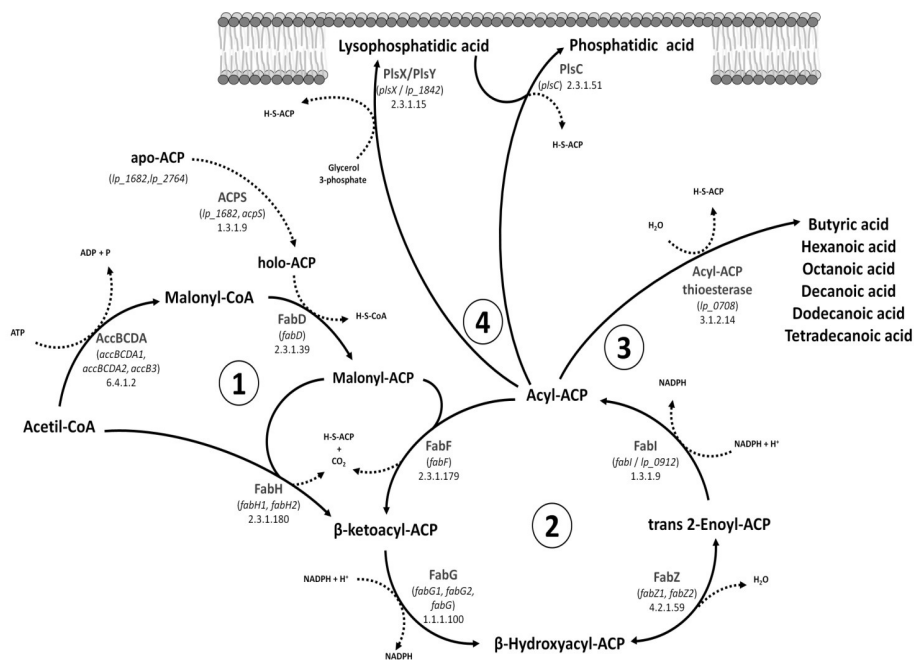 Lysophosphatidic acid
Phosphatidic acid
PlsX/PlsY
(plsX / lp_1842)
2.3.1.15
PlsC
(plsC) 2.3.1.51
H-S-ACP
H-S-ACP
Glycerol
3-phosphate
apo-ACP
(lp_1682,lp_2764)
ACPS
(lp_1682, acpS)
1.3.1.9
holo-ACP
H-S-ACP
H₂O
Butyric acid
Hexanoic acid
Octanoic acid
Decanoic acid
Dodecanoic acid
Tetradecanoic acid
Acyl-ACP
thioesterase
(lp_0708)
3.1.2.14
ADP + P
ATP
Malonyl-CoA
H-S-CoA
FabD
(fabD)
2.3.1.39
AccBCDA
(accBCDA1,
accBCDA2, accB3)
6.4.1.2
1
4
3
Malonyl-ACP
Acyl-ACP
Acetil-CoA
NADPH
NADPH + H⁺
H-S-ACP
+
CO₂
FabF
(fabF)
2.3.1.179
FabI
(fabI / lp_0912)
1.3.1.9
FabH
(fabH1, fabH2)
2.3.1.180
2
β-ketoacyl-ACP
trans 2-Enoyl-ACP
NADPH + H⁺
FabG
(fabG1, fabG2,
fabG)
1.1.1.100
NADPH
FabZ
(fabZ1, fabZ2)
4.2.1.59
H₂O
β-Hydroxyacyl-ACP